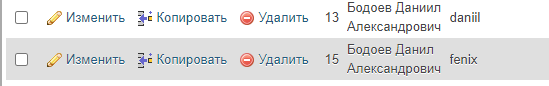 Изменить Копировать Удалить 13 Бодоев Даниил Александрович daniil
Изменить Копировать Удалить 15 Бодоев Данил Александрович fenix